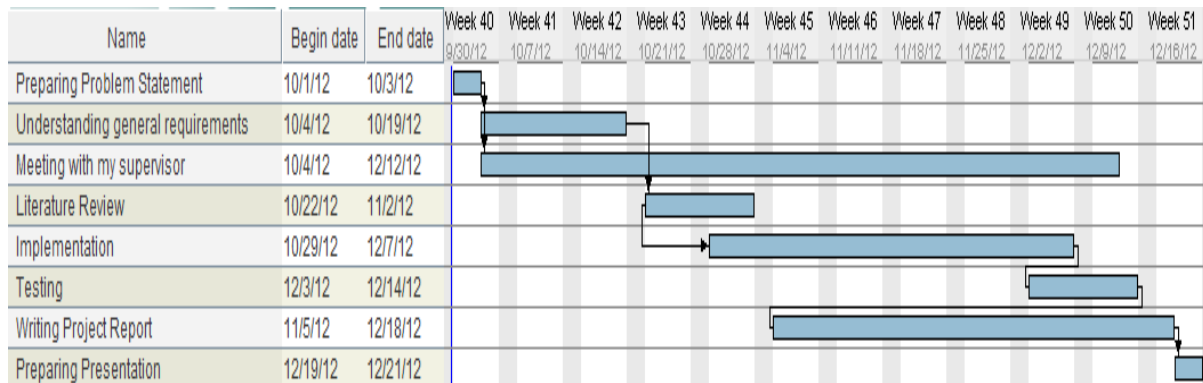 Name Begin date End date
Week 40 Week 41 Week 42 Week 43 Week 44 Week 45 Week 46 Week 47 Week 48 Week 49 Week 50 Week 51
9/30/12 10/7/12 10/14/12 10/21/12 10/28/12 11/4/12 11/11/12 11/18/12 11/25/12 12/2/12 12/9/12 12/16/12
Preparing Problem Statement 10/1/12 10/3/12
Understanding general requirements 10/4/12 10/19/12
Meeting with my supervisor 10/4/12 12/12/12
Literature Review 10/22/12 11/2/12
Implementation 10/29/12 12/7/12
Testing 12/3/12 12/14/12
Writing Project Report 11/5/12 12/18/12
Preparing Presentation 12/19/12 12/21/12